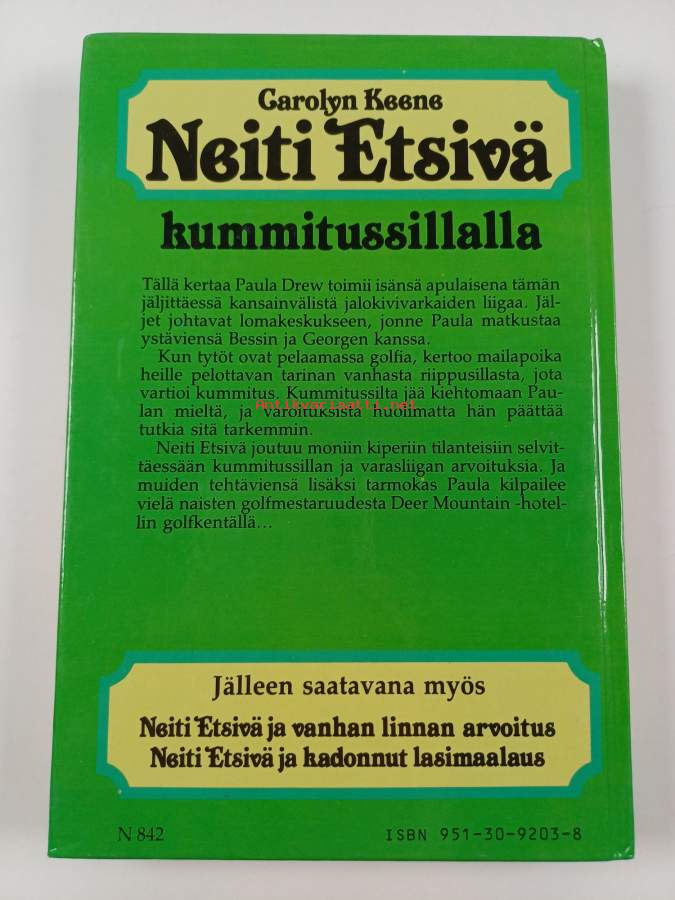 Carolyn Keene
Neiti Etsivä
kummitussillalla
Tällä kertaa Paula Drew toimii isänsä apulaisena tämän
jäljittäessä kansainvälistä jalokivivarkaiden liigaa. Jäl-
jet johtavat lomakeskukseen, jonne Paula matkustaa
ystäviensä Bessin ja Georgen kanssa.
Kun tytöt ovat pelaamassa golfia, kertoo mailapoika
heille pelottavan tarinan vanhasta riippusillasta, jota
vartioi kummitus. Kummitussilta jää kiehtomaan Pau-
Antikvariaatti.net
lan mieltä, ja varoituksista huolimatta hän päättää
tutkia sitä tarkemmin.
Neiti Etsivä joutuu moniin kiperiin tilanteisiin selvit-
täessään kummitussillan ja varasliigan arvoituksia. Ja
muiden tehtäviensä lisäksi tarmokas Paula kilpailee
vielä naisten golfmestaruudesta Deer Mountain -hotel-
lin golfkentällä...
Jälleen saatavana myös
Neiti Etsivä ja vanhan linnan arvoitus
Neiti Etsivä ja kadonnut lasimaalaus
N 842
ISBN 951-30-9203-8